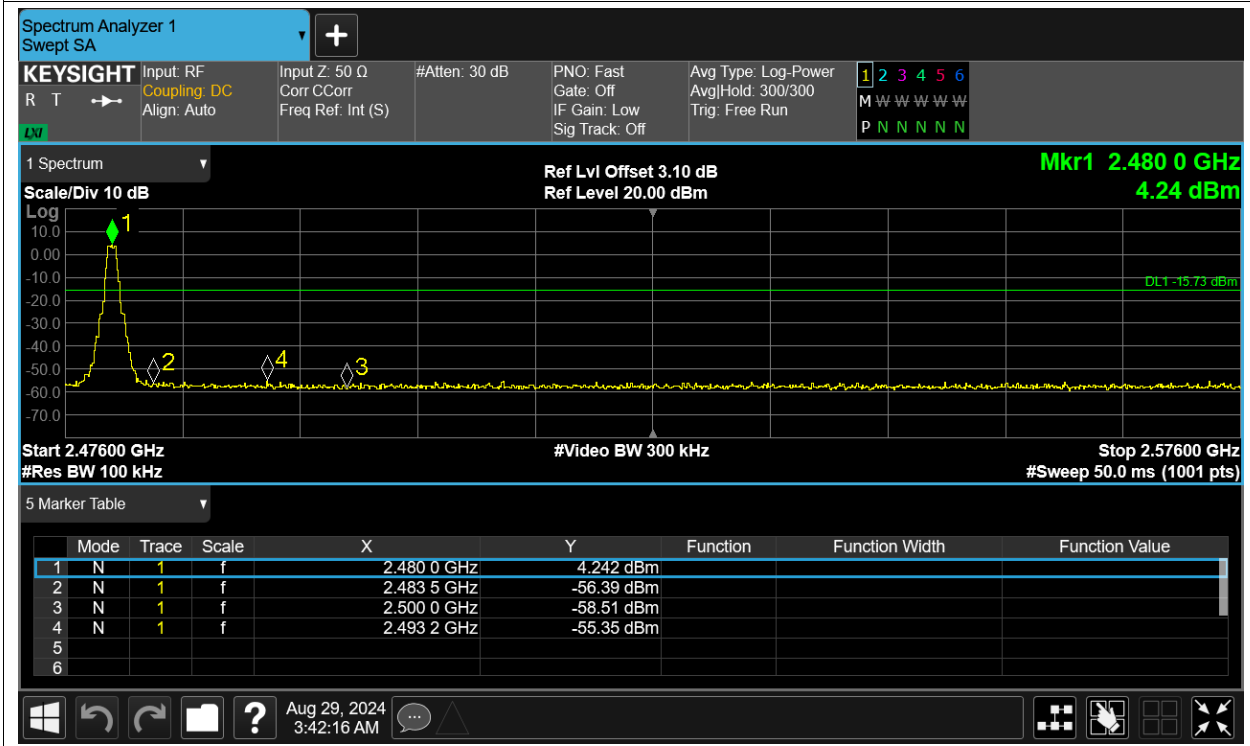 Spectrum Analyzer 1
Swept SA
KEYSIGHT
R T
LXI
Input: RF
Coupling: DC
Align: Auto
Input Z: 50 Ω
Corr CCorr
Freq Ref: Int (S)
#Atten: 30 dB
PNO: Fast
Gate: Off
IF Gain: Low
Sig Track: Off
Avg Type: Log-Power
Avg|Hold: 300/300
Trig: Free Run
1 2 3 4 5 6
M W W W W W
P N N N N N
1 Spectrum
Scale/Div 10 dB
Ref Lvl Offset 3.10 dB
Ref Level 20.00 dBm
Mkr1 2.480 0 GHz
4.24 dBm
Log
10.0
0.00
-10.0
-20.0
-30.0
-40.0
-50.0
-60.0
-70.0
1
2
4
3
DL1 -15.73 dBm
Start 2.47600 GHz
#Res BW 100 kHz
#Video BW 300 kHz
Stop 2.57600 GHz
#Sweep 50.0 ms (1001 pts)
5 Marker Table
Mode Trace Scale X Y Function Function Width Function Value
1 N 1 f 2.480 0 GHz 4.242 dBm
2 N 1 f 2.483 5 GHz -56.39 dBm
3 N 1 f 2.500 0 GHz -58.51 dBm
4 N 1 f 2.493 2 GHz -55.35 dBm
5
6
?
Aug 29, 2024
3:42:16 AM